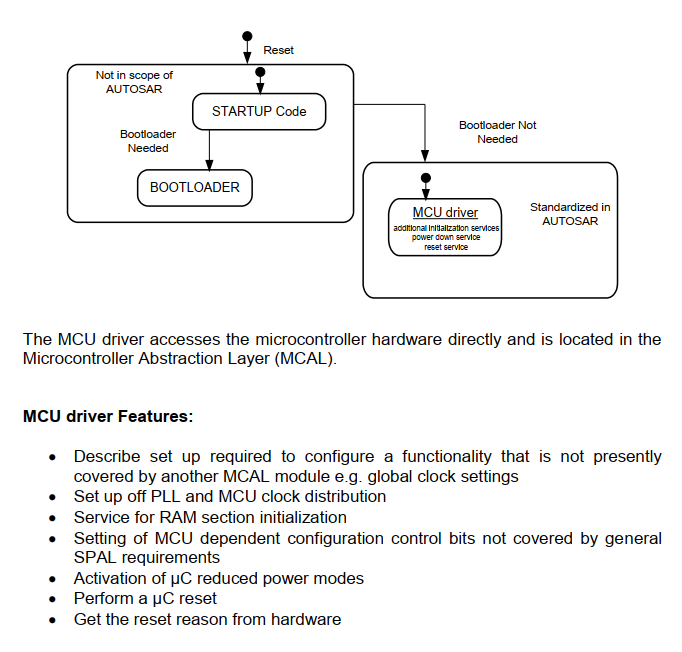 Reset
Not in scope of
AUTOSAR
STARTUP Code
Bootloader
Needed
BOOTLOADER
Bootloader Not
Needed
MCU driver
additional initialization services
power down service
reset service
Standardized in
AUTOSAR
The MCU driver accesses the microcontroller hardware directly and is located in the
Microcontroller Abstraction Layer (MCAL).
MCU driver Features:
• Describe set up required to configure a functionality that is not presently
covered by another MCAL module e.g. global clock settings
• Set up off PLL and MCU clock distribution
• Service for RAM section initialization
• Setting of MCU dependent configuration control bits not covered by general
SPAL requirements
• Activation of µC reduced power modes
• Perform a µC reset
• Get the reset reason from hardware